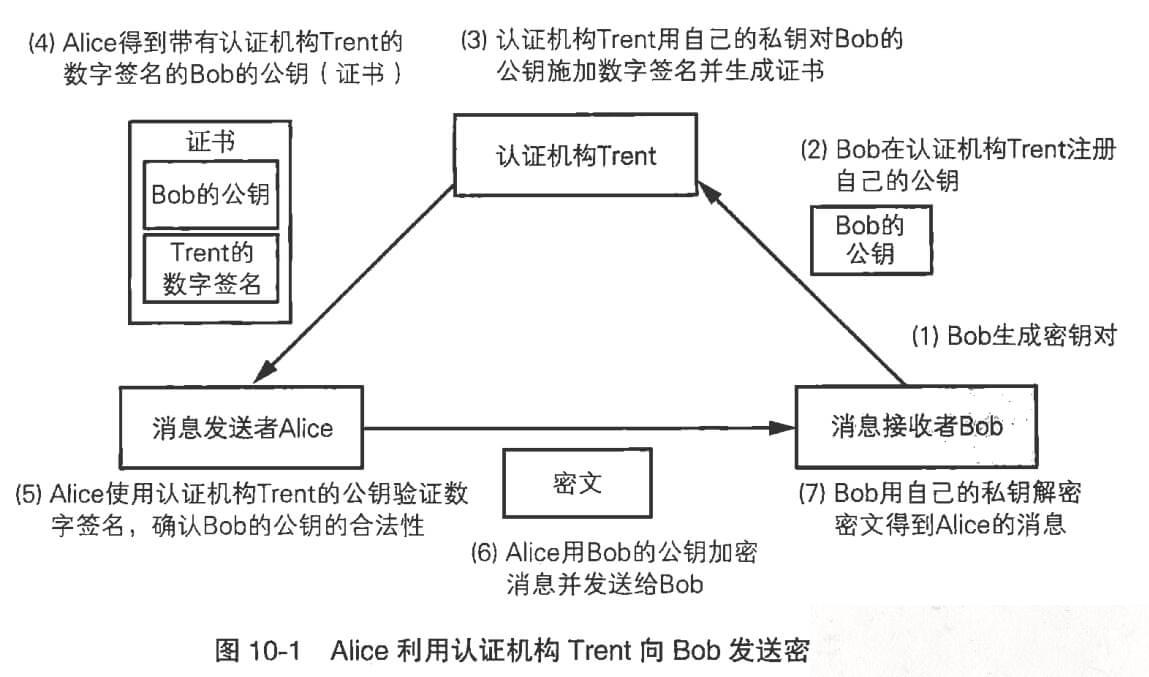 (4) Alice得到带有认证机构Trent的
数字签名的Bob的公钥（证书）
(3) 认证机构Trent用自己的私钥对Bob的
公钥施加数字签名并生成证书
证书
Bob的公钥
Trent的
数字签名
认证机构Trent
(2) Bob在认证机构Trent注册
自己的公钥
Bob的
公钥
(1) Bob生成密钥对
消息发送者Alice
消息接收者Bob
(5) Alice使用认证机构Trent的公钥验证数
字签名，确认Bob的公钥的合法性
密文
(6) Alice用Bob的公钥加密
消息并发送给Bob
(7) Bob用自己的私钥解密
密文得到Alice的消息
图 10-1 Alice 利用认证机构 Trent 向 Bob 发送密